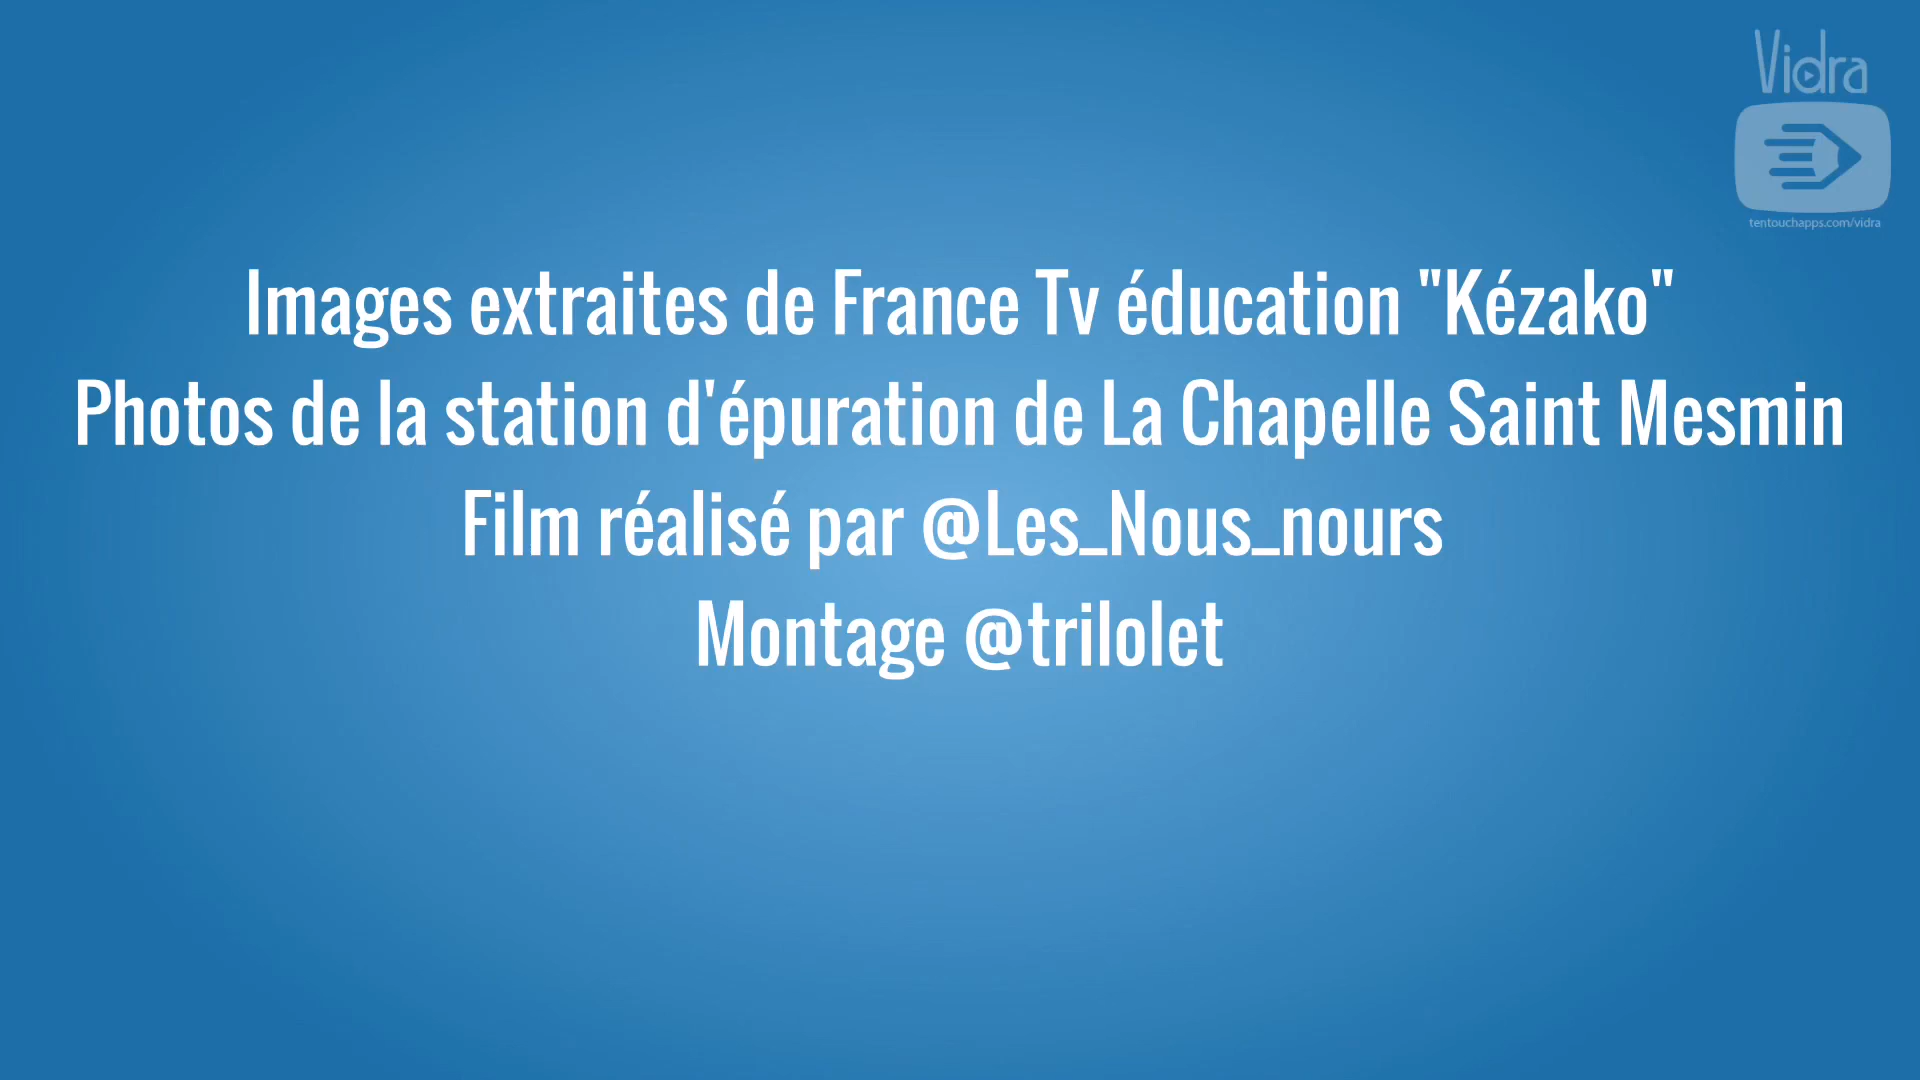 Vidra
tentouchapps.com/vidra
Images extraites de France Tv éducation "Kézako"
Photos de la station d'épuration de La Chapelle Saint Mesmin
Film réalisé par @Les_Nous_nours
Montage @trilolet